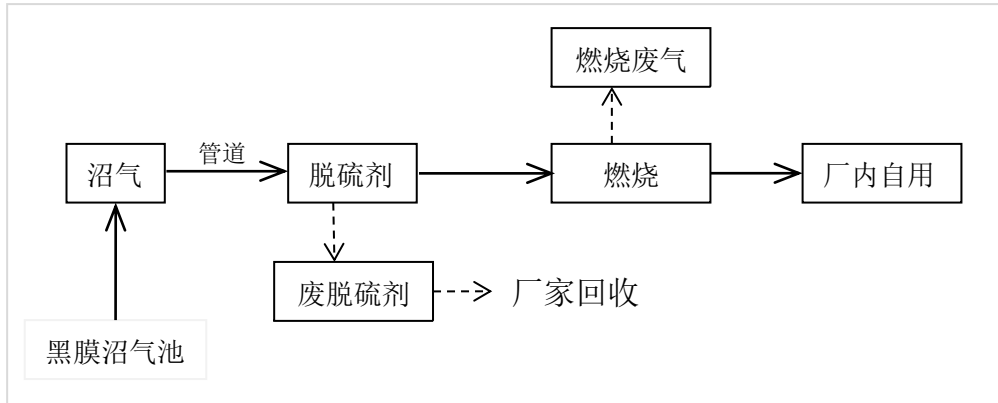 燃烧废气
沼气
管道
脱硫剂
燃烧
厂内自用
废脱硫剂
厂家回收
黑膜沼气池